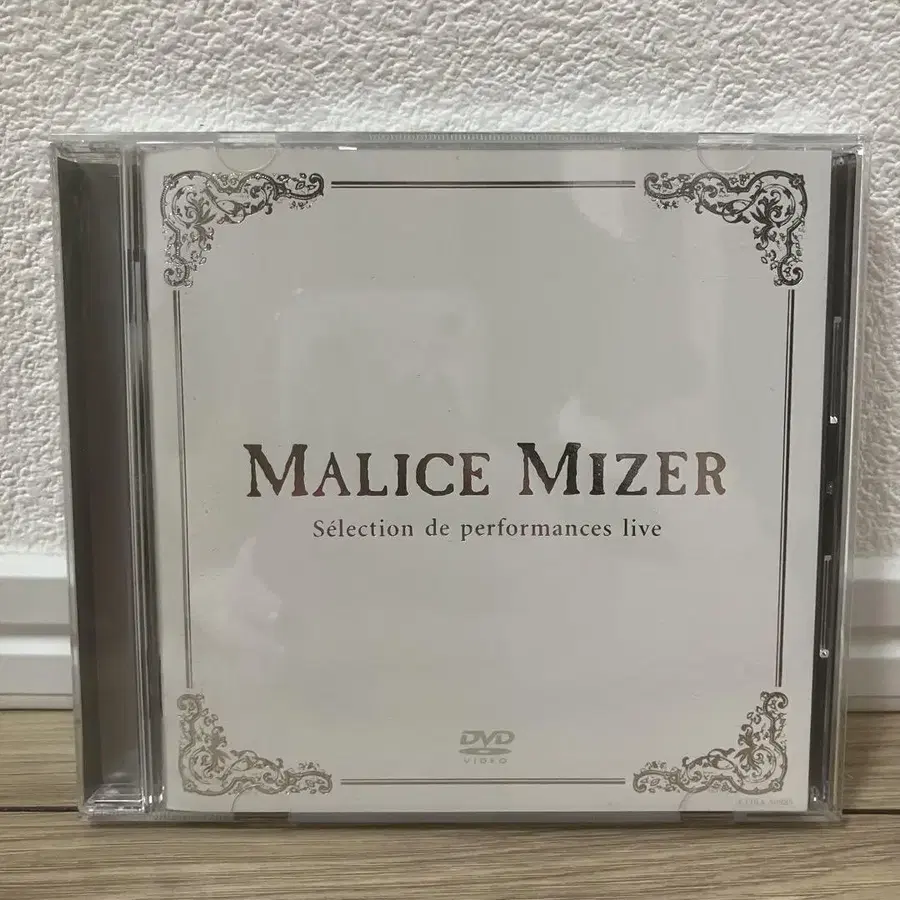 MALICE MIZER
Sélection de performances live
DVD
VIDEO